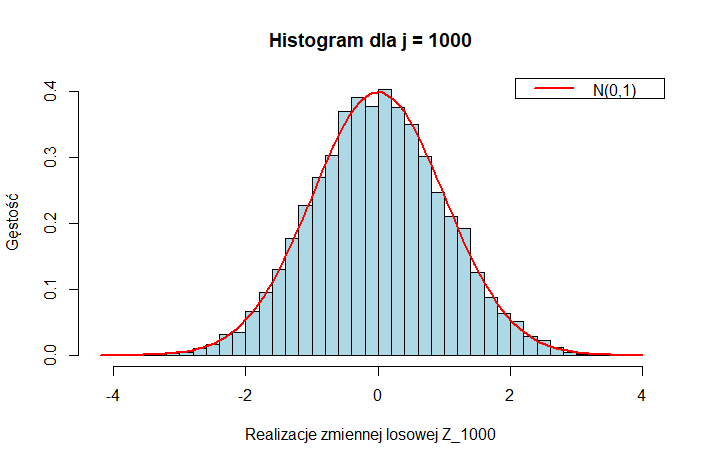 Histogram dla j = 1000
N(0,1)
Gęstość
0.4
0.3
0.2
0.1
0.0
-4
-2
0
2
4
Realizacje zmiennej losowej Z_1000